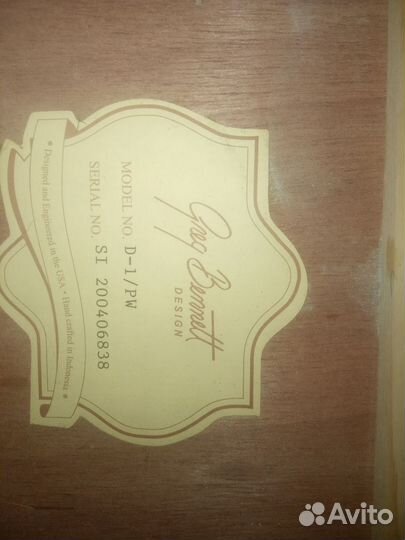 Greg Bennett
DESIGN
MODEL NO. D-1/PW
SERIAL NO. SI 200406838
• Designed and Engineered in the USA • Hand crafted in Indonesia •
Avito